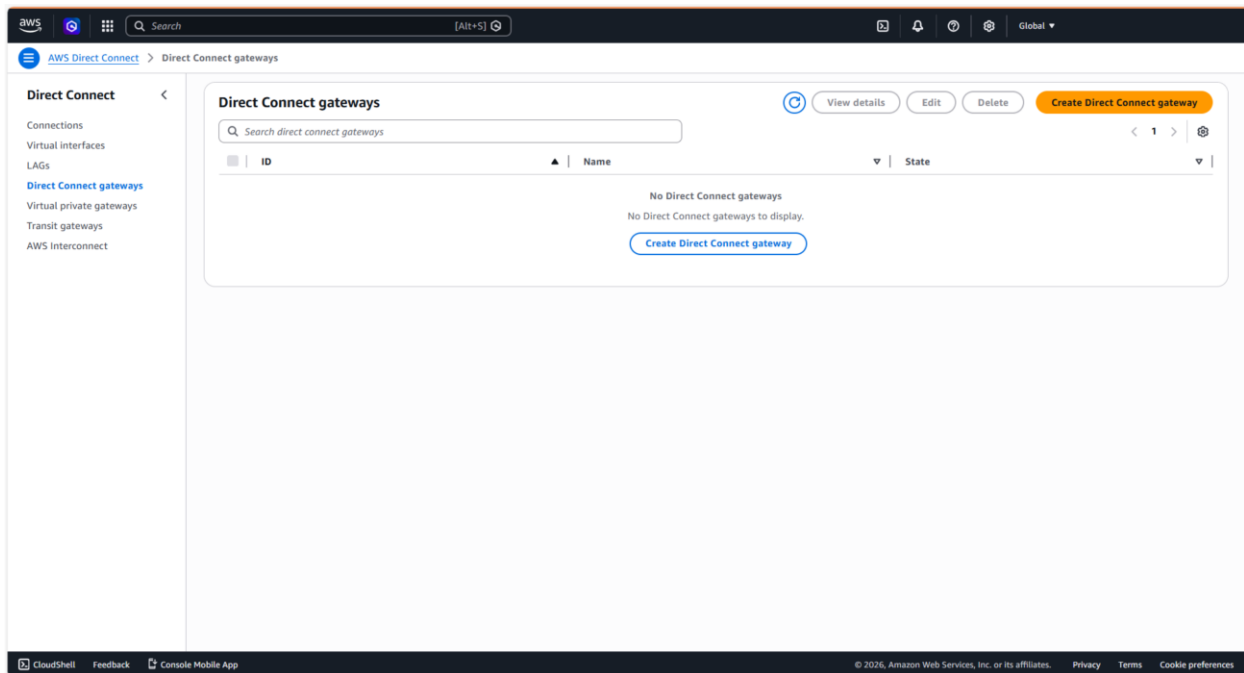 aws
Search [Alt+S] Global
AWS Direct Connect > Direct Connect gateways
Direct Connect
Connections
Virtual interfaces
LAGs
Direct Connect gateways
Virtual private gateways
Transit gateways
AWS Interconnect
Direct Connect gateways
View details Edit Delete Create Direct Connect gateway
Search direct connect gateways
1
ID Name State
No Direct Connect gateways
No Direct Connect gateways to display.
Create Direct Connect gateway
CloudShell Feedback Console Mobile App © 2026, Amazon Web Services, Inc. or its affiliates. Privacy Terms Cookie preferences